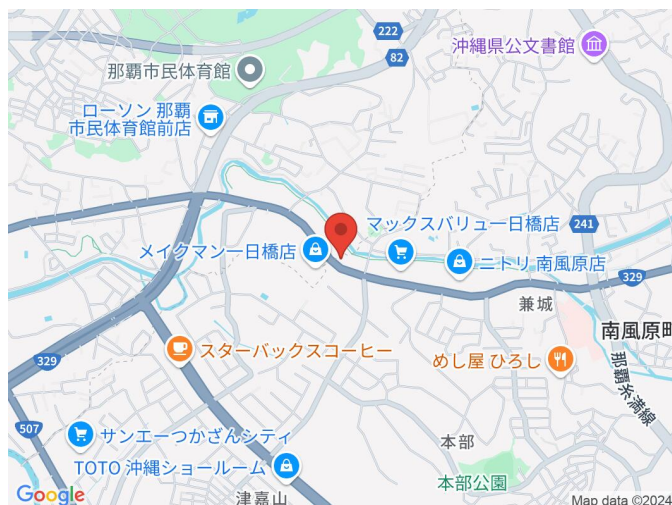 222
沖縄県公文書館
82
那覇市民体育館
ローソン 那覇
市民体育館前店
マックスバリュ一日橋店
241
メイクマン一日橋店
ニトリ 南風原店
329
兼城
南風原町
スターバックスコーヒー
329
めし屋 ひろし
那覇糸満線
507
サンエーつかざんシティ
本部
TOTO 沖縄ショールーム
本部公園
津嘉山
Google
Map data ©2024